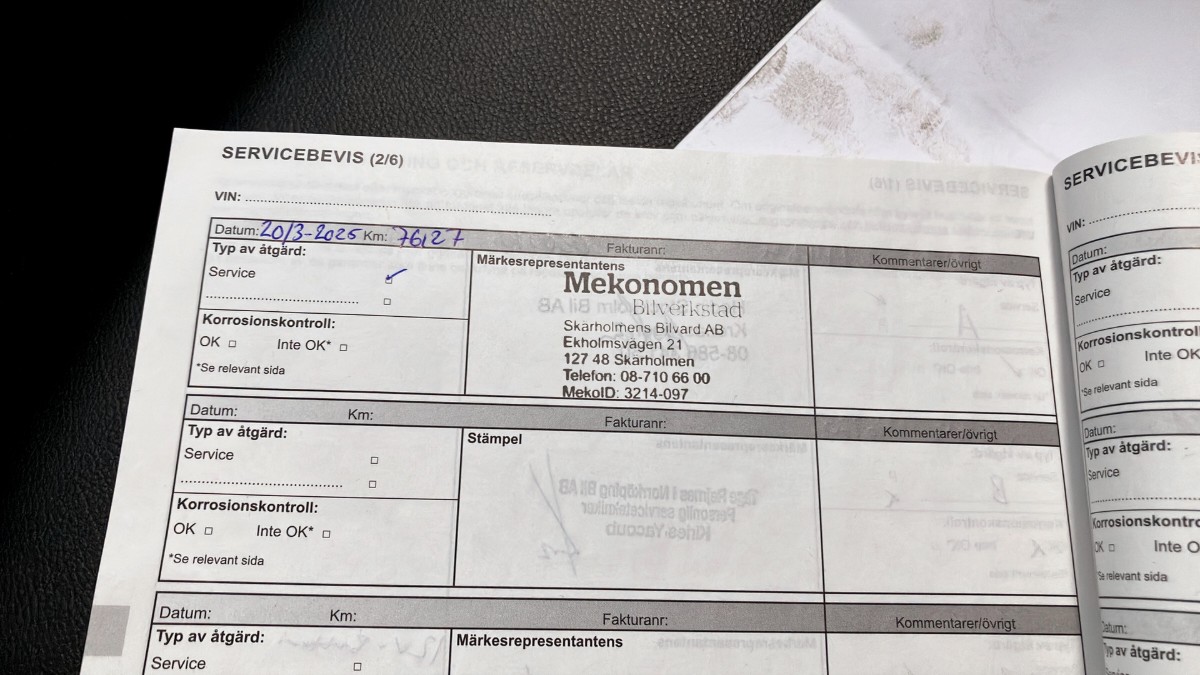 SERVICEBEVIS (2/6)
VIN:
Datum: 20/3-2025 Km: 7627 Fakturanr:
Kommentarer/övrigt
Typ av åtgärd:
Service
Märkesrepresentantens
Mekonomen
Bilverkstad
Skärholmens Bilvard AB
Ekholmsvägen 21
127 48 Skärholmen
Telefon: 08-710 66 00
MekoID: 3214-097
Korrosionskontroll:
OK Inte OK*
*Se relevant sida
Datum: Km: Fakturanr:
Kommentarer/övrigt
Typ av åtgärd:
Service
Stämpel
Korrosionskontroll:
OK Inte OK*
*Se relevant sida
Datum: Km: Fakturanr:
Kommentarer/övrigt
Typ av åtgärd:
Service
Märkesrepresentantens
SERVICEBEVI
VIN:
Datum:
Typ av åtgärd:
Service
Korrosionskontroll
OK Inte OK
*Se relevant sida
Datum:
Typ av åtgärd:
Service
Korrosionskontro
OK Inte O
*Se relevant sida
Datum:
Typ av åtgärd: